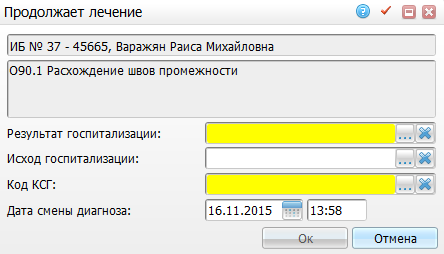 Продолжает лечение
ИБ № 37 - 45665, Варажян Раиса Михайловна
O90.1 Расхождение швов промежности
Результат госпитализации:
...
Исход госпитализации:
...
Код КСГ:
...
Дата смены диагноза:
16.11.2015
13:58
Ок
Отмена